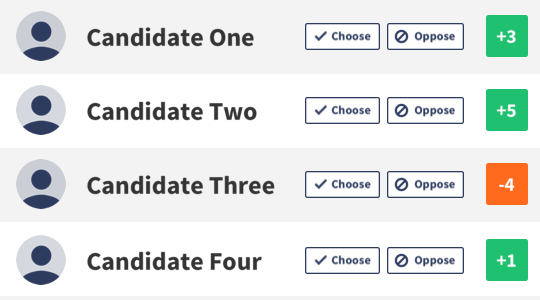 Candidate One Choose Oppose +3
Candidate Two Choose Oppose +5
Candidate Three Choose Oppose -4
Candidate Four Choose Oppose +1